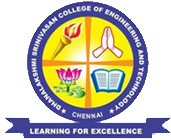 DHANALAKSHMI SRINIVASAN COLLEGE OF ENGINEERING AND TECHNOLOGY
CHENNAI
LEARNING FOR EXCELLENCE